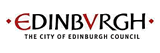 ·EDINBVRGH·
THE CITY OF EDINBURGH COUNCIL